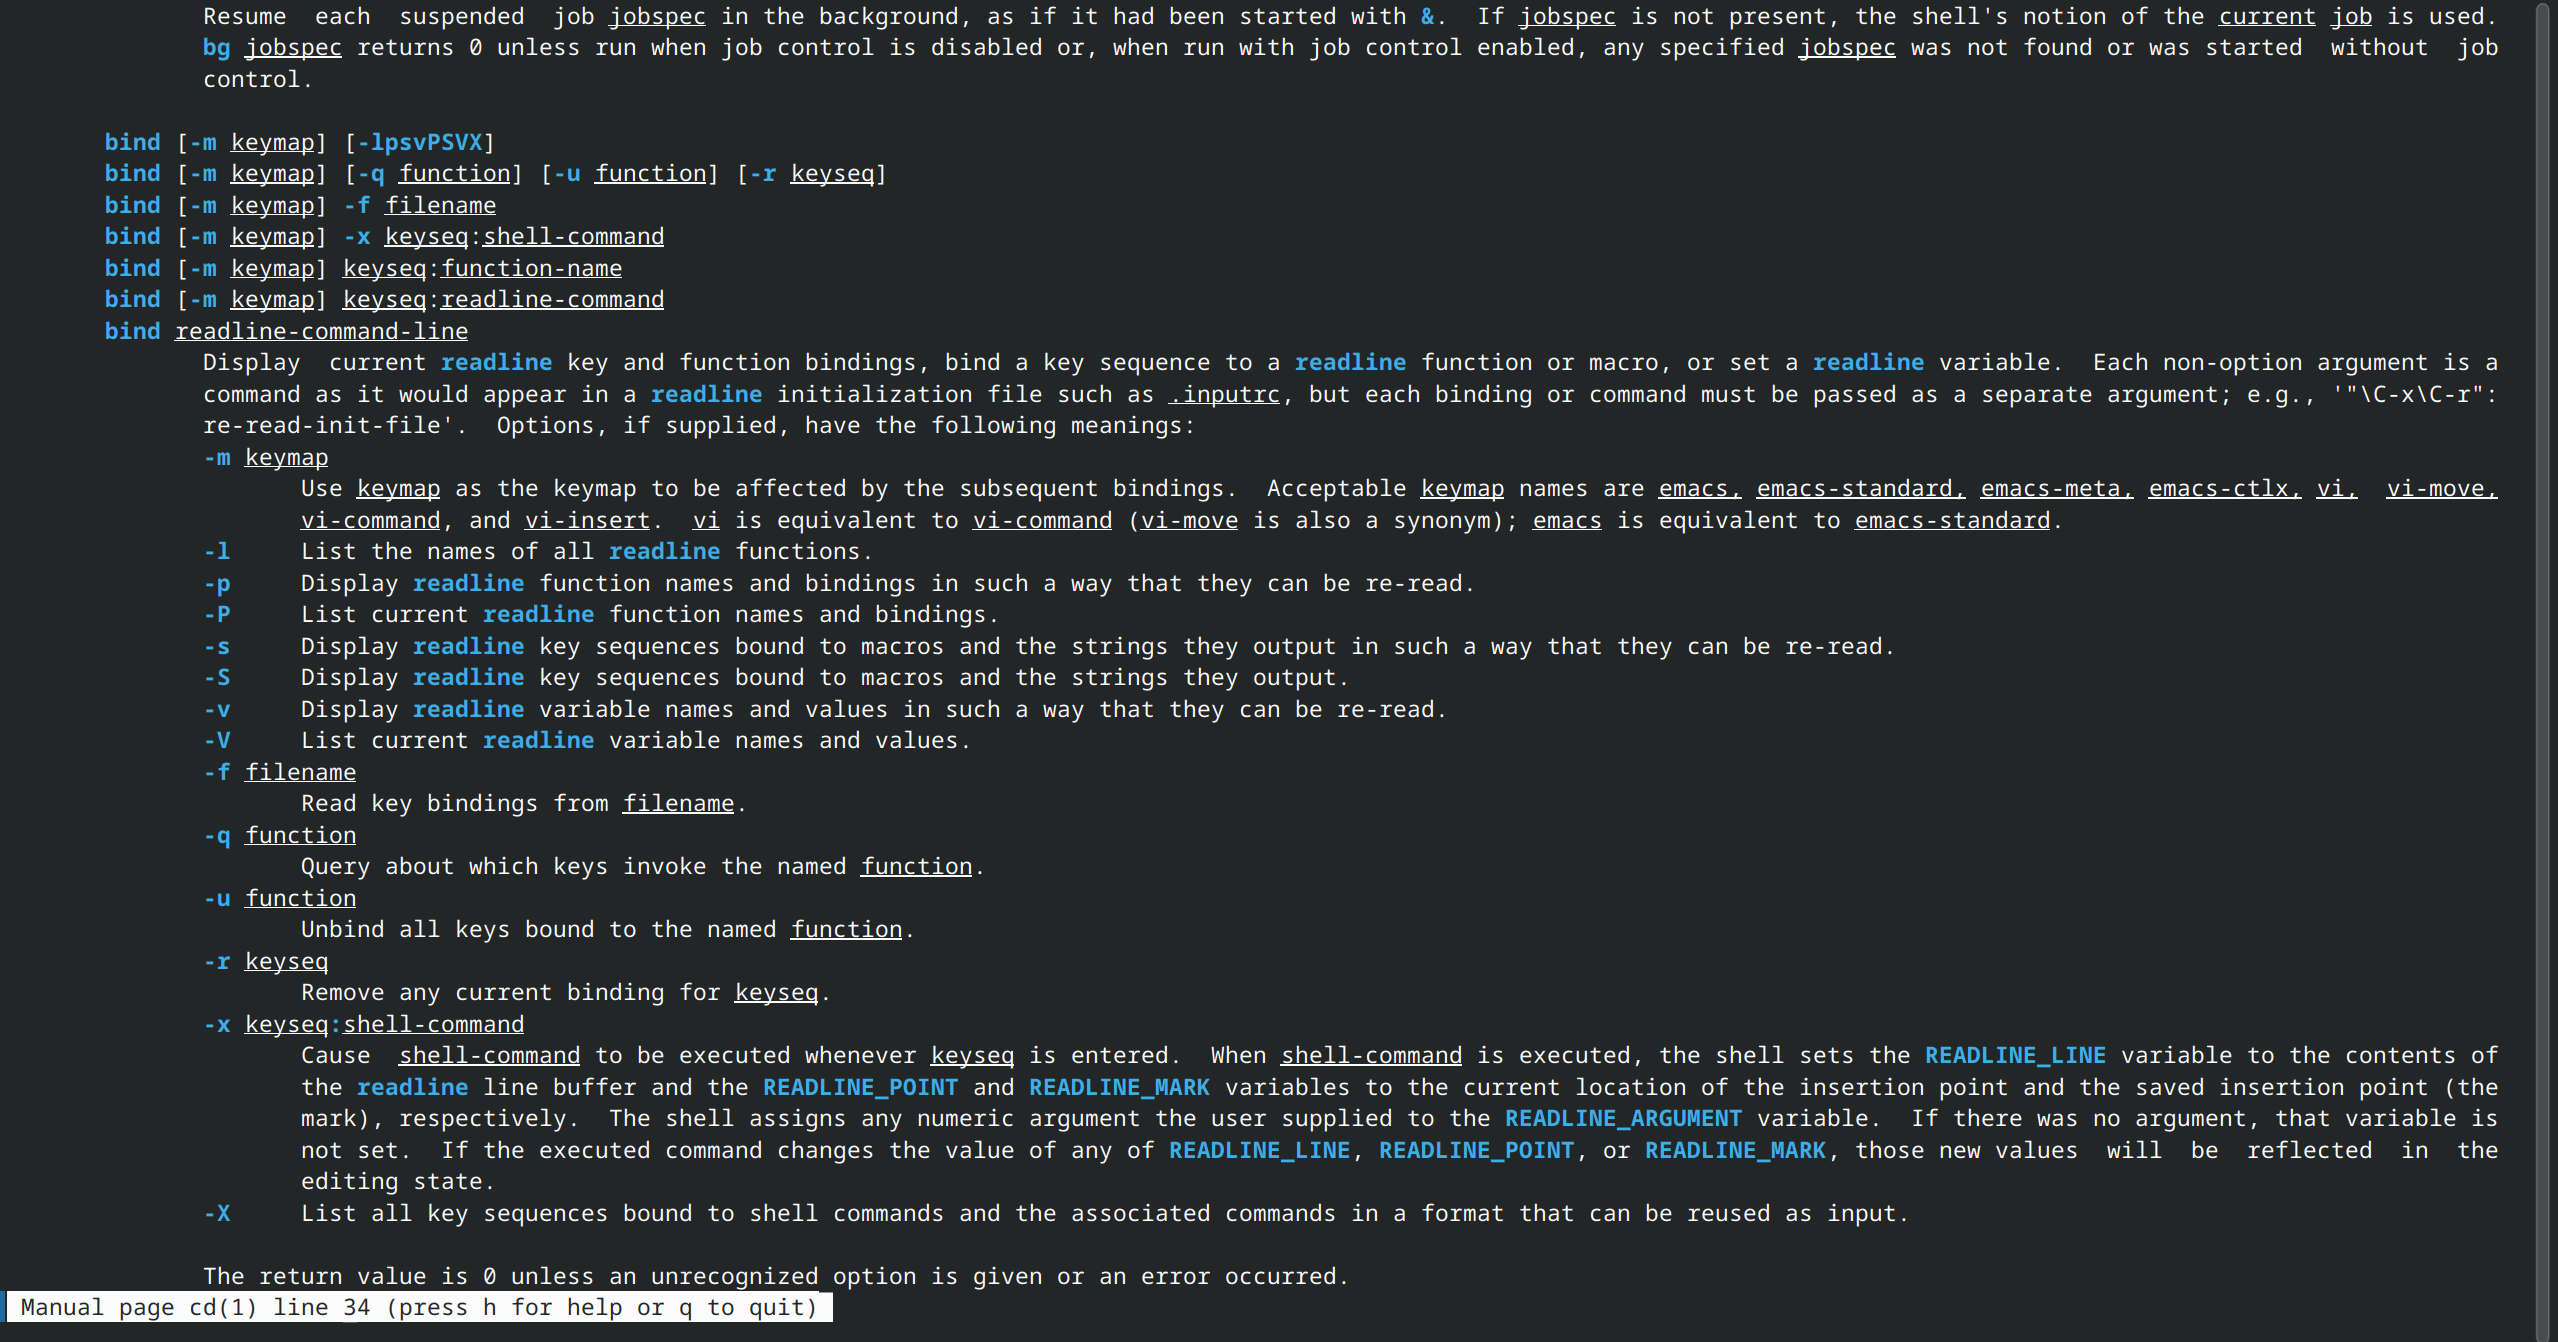 Resume each suspended job jobspec in the background, as if it had been started with &. If jobspec is not present, the shell's notion of the current job is used.
bg jobspec returns 0 unless run when job control is disabled or, when run with job control enabled, any specified jobspec was not found or was started without job
control.
bind [-m keymap] [-lpsvPSVX]
bind [-m keymap] [-q function] [-u function] [-r keyseq]
bind [-m keymap] -f filename
bind [-m keymap] -x keyseq:shell-command
bind [-m keymap] keyseq:function-name
bind [-m keymap] keyseq:readline-command
bind readline-command-line
Display current readline key and function bindings, bind a key sequence to a readline function or macro, or set a readline variable. Each non-option argument is a
command as it would appear in a readline initialization file such as .inputrc, but each binding or command must be passed as a separate argument; e.g., '"\C-x\C-r":
re-read-init-file'. Options, if supplied, have the following meanings:
-m keymap
Use keymap as the keymap to be affected by the subsequent bindings. Acceptable keymap names are emacs, emacs-standard, emacs-meta, emacs-ctlx, vi, vi-move,
vi-command, and vi-insert. vi is equivalent to vi-command (vi-move is also a synonym); emacs is equivalent to emacs-standard.
-l List the names of all readline functions.
-p Display readline function names and bindings in such a way that they can be re-read.
-P List current readline function names and bindings.
-s Display readline key sequences bound to macros and the strings they output in such a way that they can be re-read.
-S Display readline key sequences bound to macros and the strings they output.
-v Display readline variable names and values in such a way that they can be re-read.
-V List current readline variable names and values.
-f filename
Read key bindings from filename.
-q function
Query about which keys invoke the named function.
-u function
Unbind all keys bound to the named function.
-r keyseq
Remove any current binding for keyseq.
-x keyseq:shell-command
Cause shell-command to be executed whenever keyseq is entered. When shell-command is executed, the shell sets the READLINE_LINE variable to the contents of
the readline line buffer and the READLINE_POINT and READLINE_MARK variables to the current location of the insertion point and the saved insertion point (the
mark), respectively. The shell assigns any numeric argument the user supplied to the READLINE_ARGUMENT variable. If there was no argument, that variable is
not set. If the executed command changes the value of any of READLINE_LINE, READLINE_POINT, or READLINE_MARK, those new values will be reflected in the
editing state.
-X List all key sequences bound to shell commands and the associated commands in a format that can be reused as input.
The return value is 0 unless an unrecognized option is given or an error occurred.
Manual page cd(1) line 34 (press h for help or q to quit)